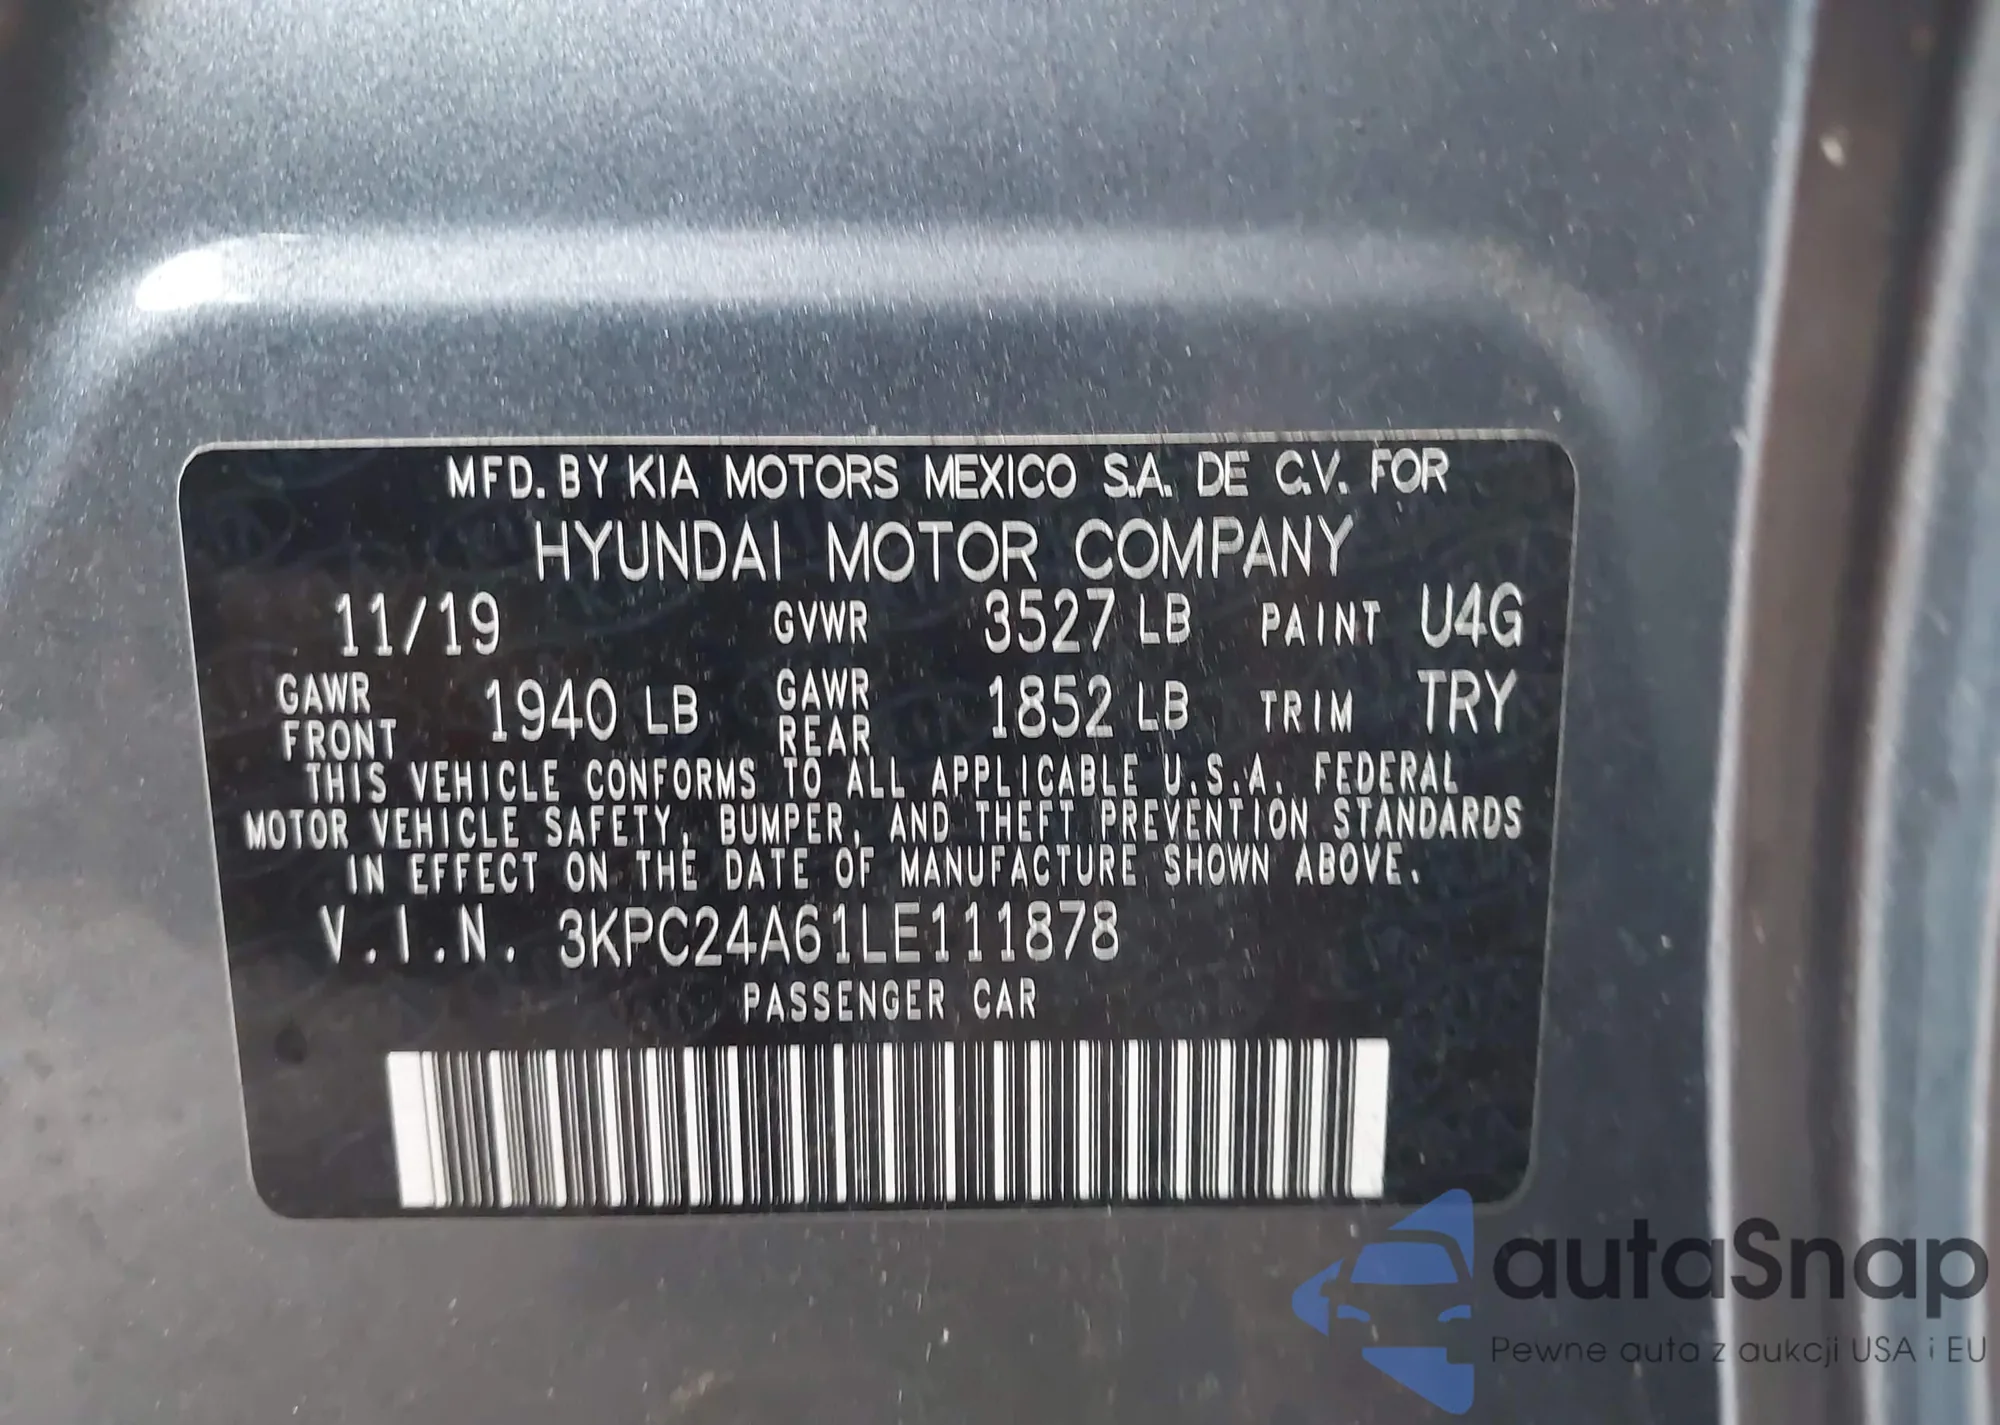 MFD. BY KIA MOTORS MEXICO S.A. DE C.V. FOR
HYUNDAI MOTOR COMPANY
11/19 GVWR 3527 LB PAINT U4G
GAWR FRONT 1940 LB GAWR REAR 1852 LB TRIM TRY
THIS VEHICLE CONFORMS TO ALL APPLICABLE U.S.A. FEDERAL
MOTOR VEHICLE SAFETY, BUMPER, AND THEFT PREVENTION STANDARDS
IN EFFECT ON THE DATE OF MANUFACTURE SHOWN ABOVE.
V.I.N. 3KPC24A61LE111878
PASSENGER CAR
autaSnap
Pewne auta z aukcji USA i EU